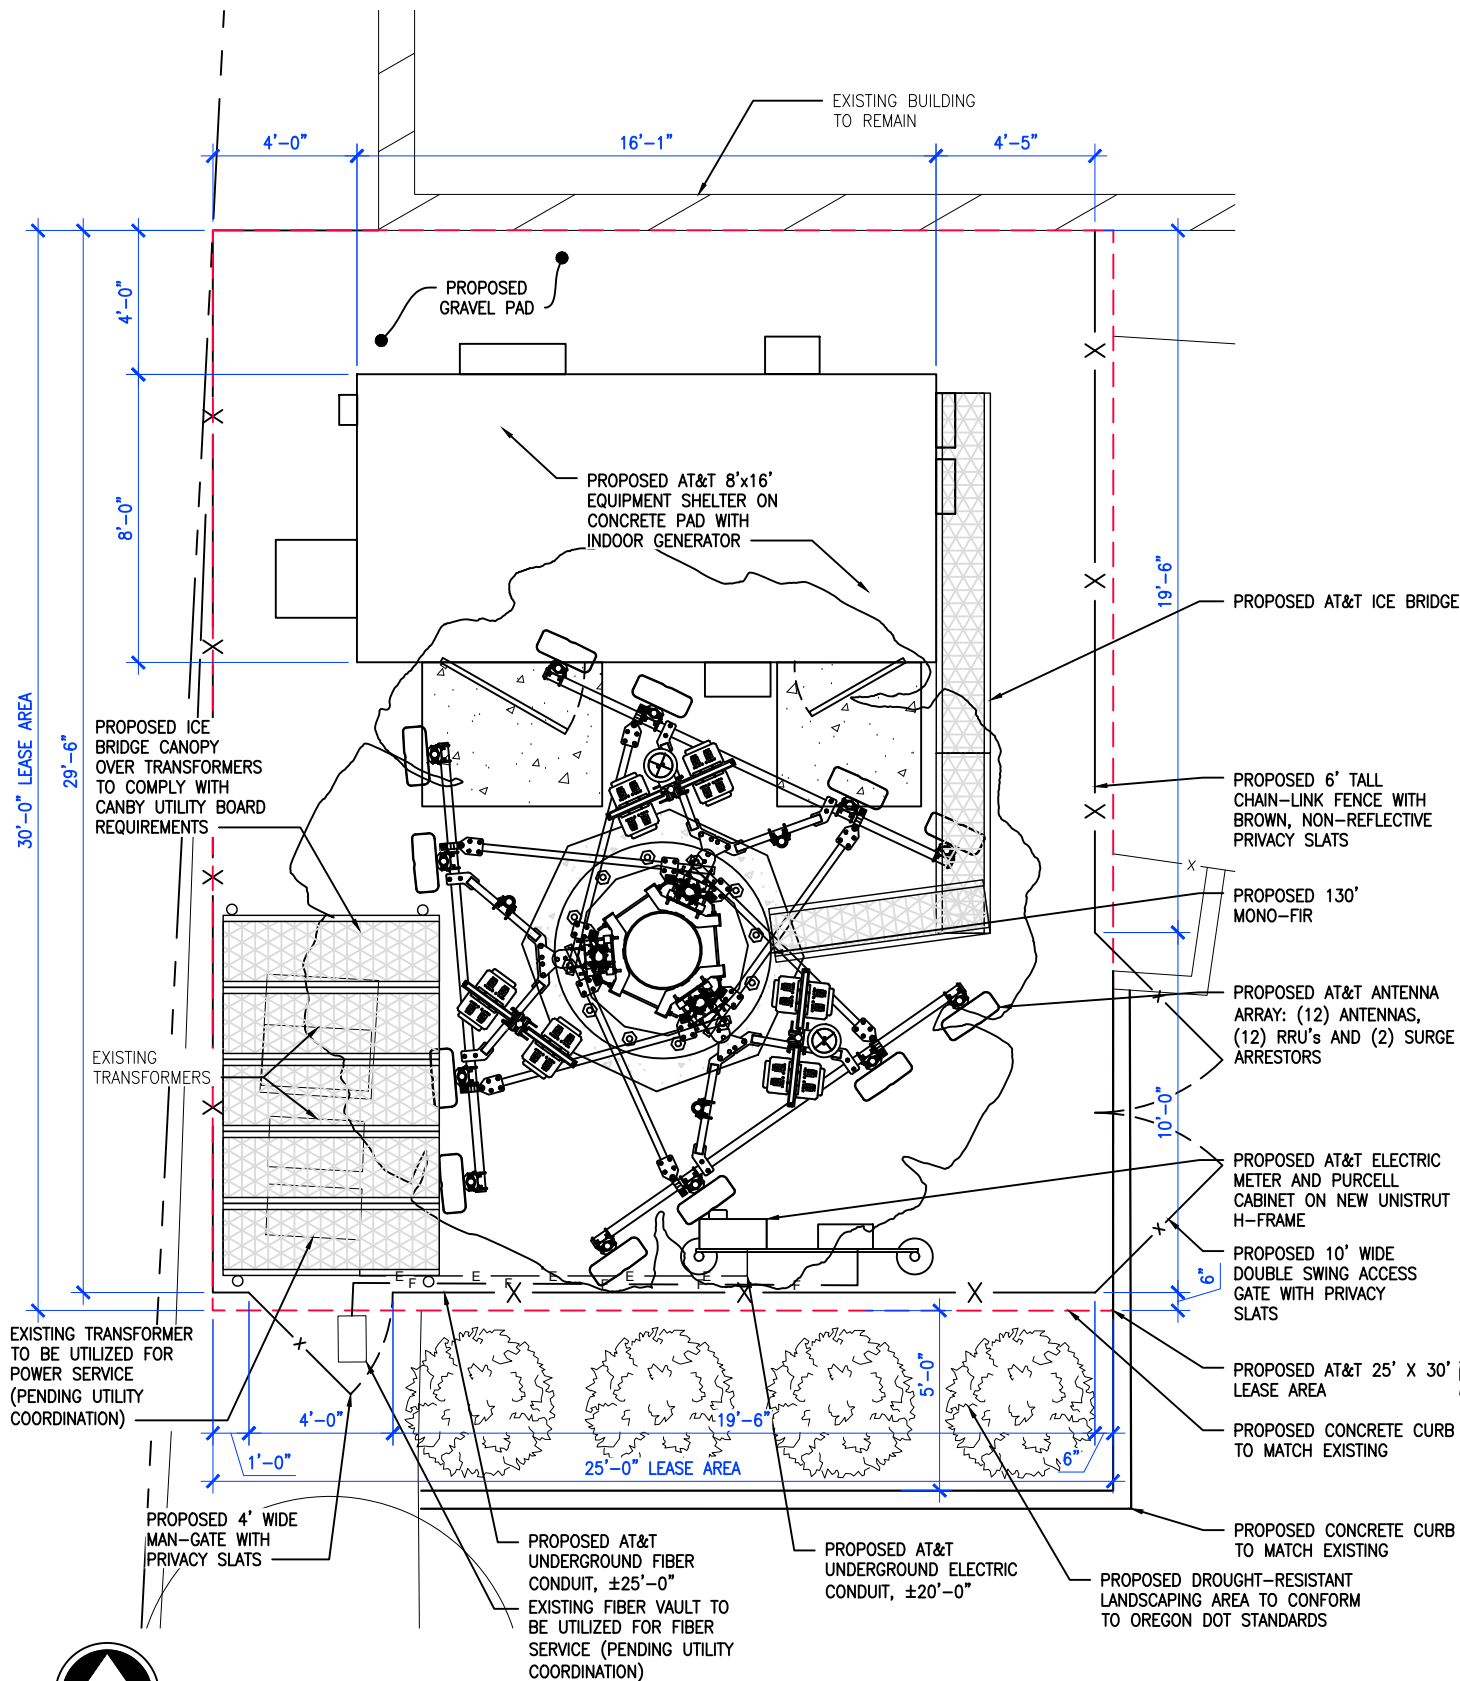 EXISTING BUILDING
TO REMAIN
4'-0"
16'-1"
4'-5"
PROPOSED
GRAVEL PAD
4'-0"
8'-0"
30'-0" LEASE AREA
29'-6"
19'-6"
10'-0"
6"
PROPOSED AT&T 8'x16'
EQUIPMENT SHELTER ON
CONCRETE PAD WITH
INDOOR GENERATOR
PROPOSED AT&T ICE BRIDGE
PROPOSED ICE
BRIDGE CANOPY
OVER TRANSFORMERS
TO COMPLY WITH
CANBY UTILITY BOARD
REQUIREMENTS
PROPOSED 6' TALL
CHAIN-LINK FENCE WITH
BROWN, NON-REFLECTIVE
PRIVACY SLATS
PROPOSED 130'
MONO-FIR
PROPOSED AT&T ANTENNA
ARRAY: (12) ANTENNAS,
(12) RRU's AND (2) SURGE
ARRESTORS
EXISTING
TRANSFORMERS
PROPOSED AT&T ELECTRIC
METER AND PURCELL
CABINET ON NEW UNISTRUT
H-FRAME
PROPOSED 10' WIDE
DOUBLE SWING ACCESS
GATE WITH PRIVACY
SLATS
EXISTING TRANSFORMER
TO BE UTILIZED FOR
POWER SERVICE
(PENDING UTILITY
COORDINATION)
PROPOSED AT&T 25' X 30'
LEASE AREA
5'-0"
4'-0"
19'-6"
1'-0"
25'-0" LEASE AREA
6"
PROPOSED CONCRETE CURB
TO MATCH EXISTING
PROPOSED 4' WIDE
MAN-GATE WITH
PRIVACY SLATS
PROPOSED AT&T
UNDERGROUND FIBER
CONDUIT, ±25'-0"
EXISTING FIBER VAULT TO
BE UTILIZED FOR FIBER
SERVICE (PENDING UTILITY
COORDINATION)
PROPOSED AT&T
UNDERGROUND ELECTRIC
CONDUIT, ±20'-0"
PROPOSED CONCRETE CURB
TO MATCH EXISTING
PROPOSED DROUGHT-RESISTANT
LANDSCAPING AREA TO CONFORM
TO OREGON DOT STANDARDS